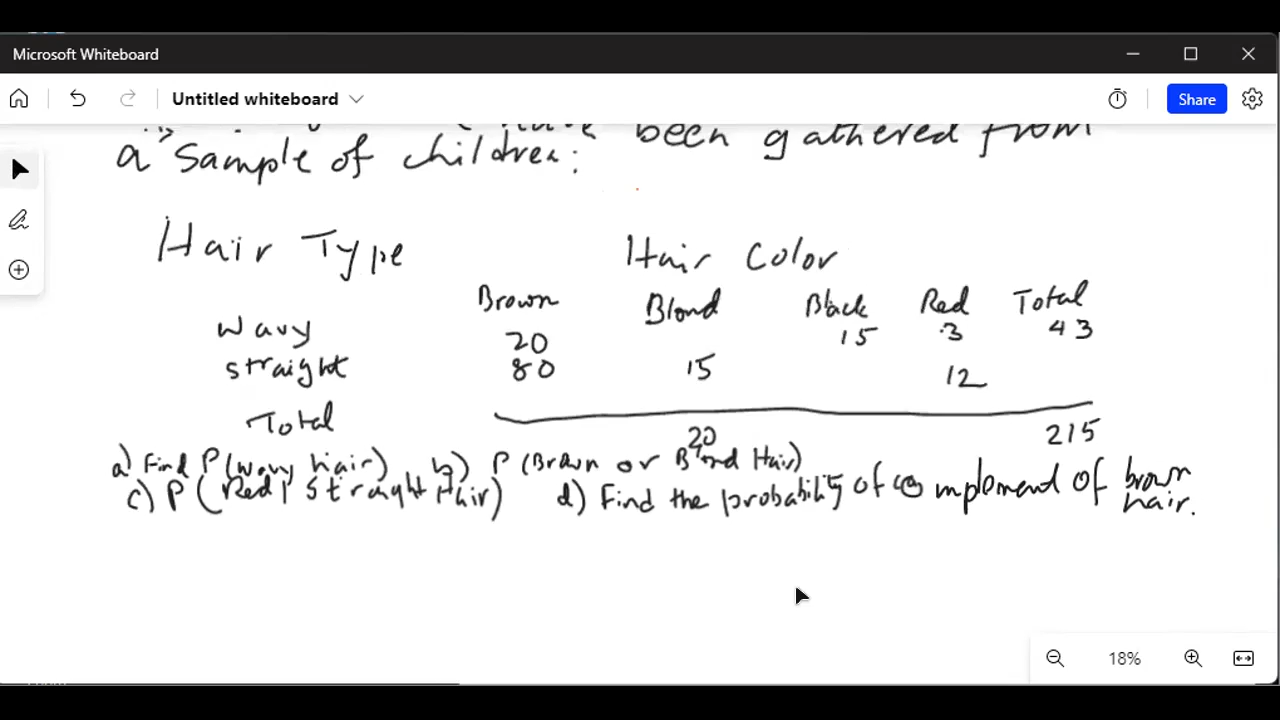 Microsoft Whiteboard
Untitled whiteboard
Share
been gathered from
a sample of children:
Hair Type Hair Color
Brown Blond Black Red Total
Wavy 20 15 3 43
straight 80 15 12
Total 20 215
a) Find P (wavy hair) b) P (Brown or Blond Hair)
c) P (Red | Straight Hair) d) Find the probability of complement of brown hair.
18%